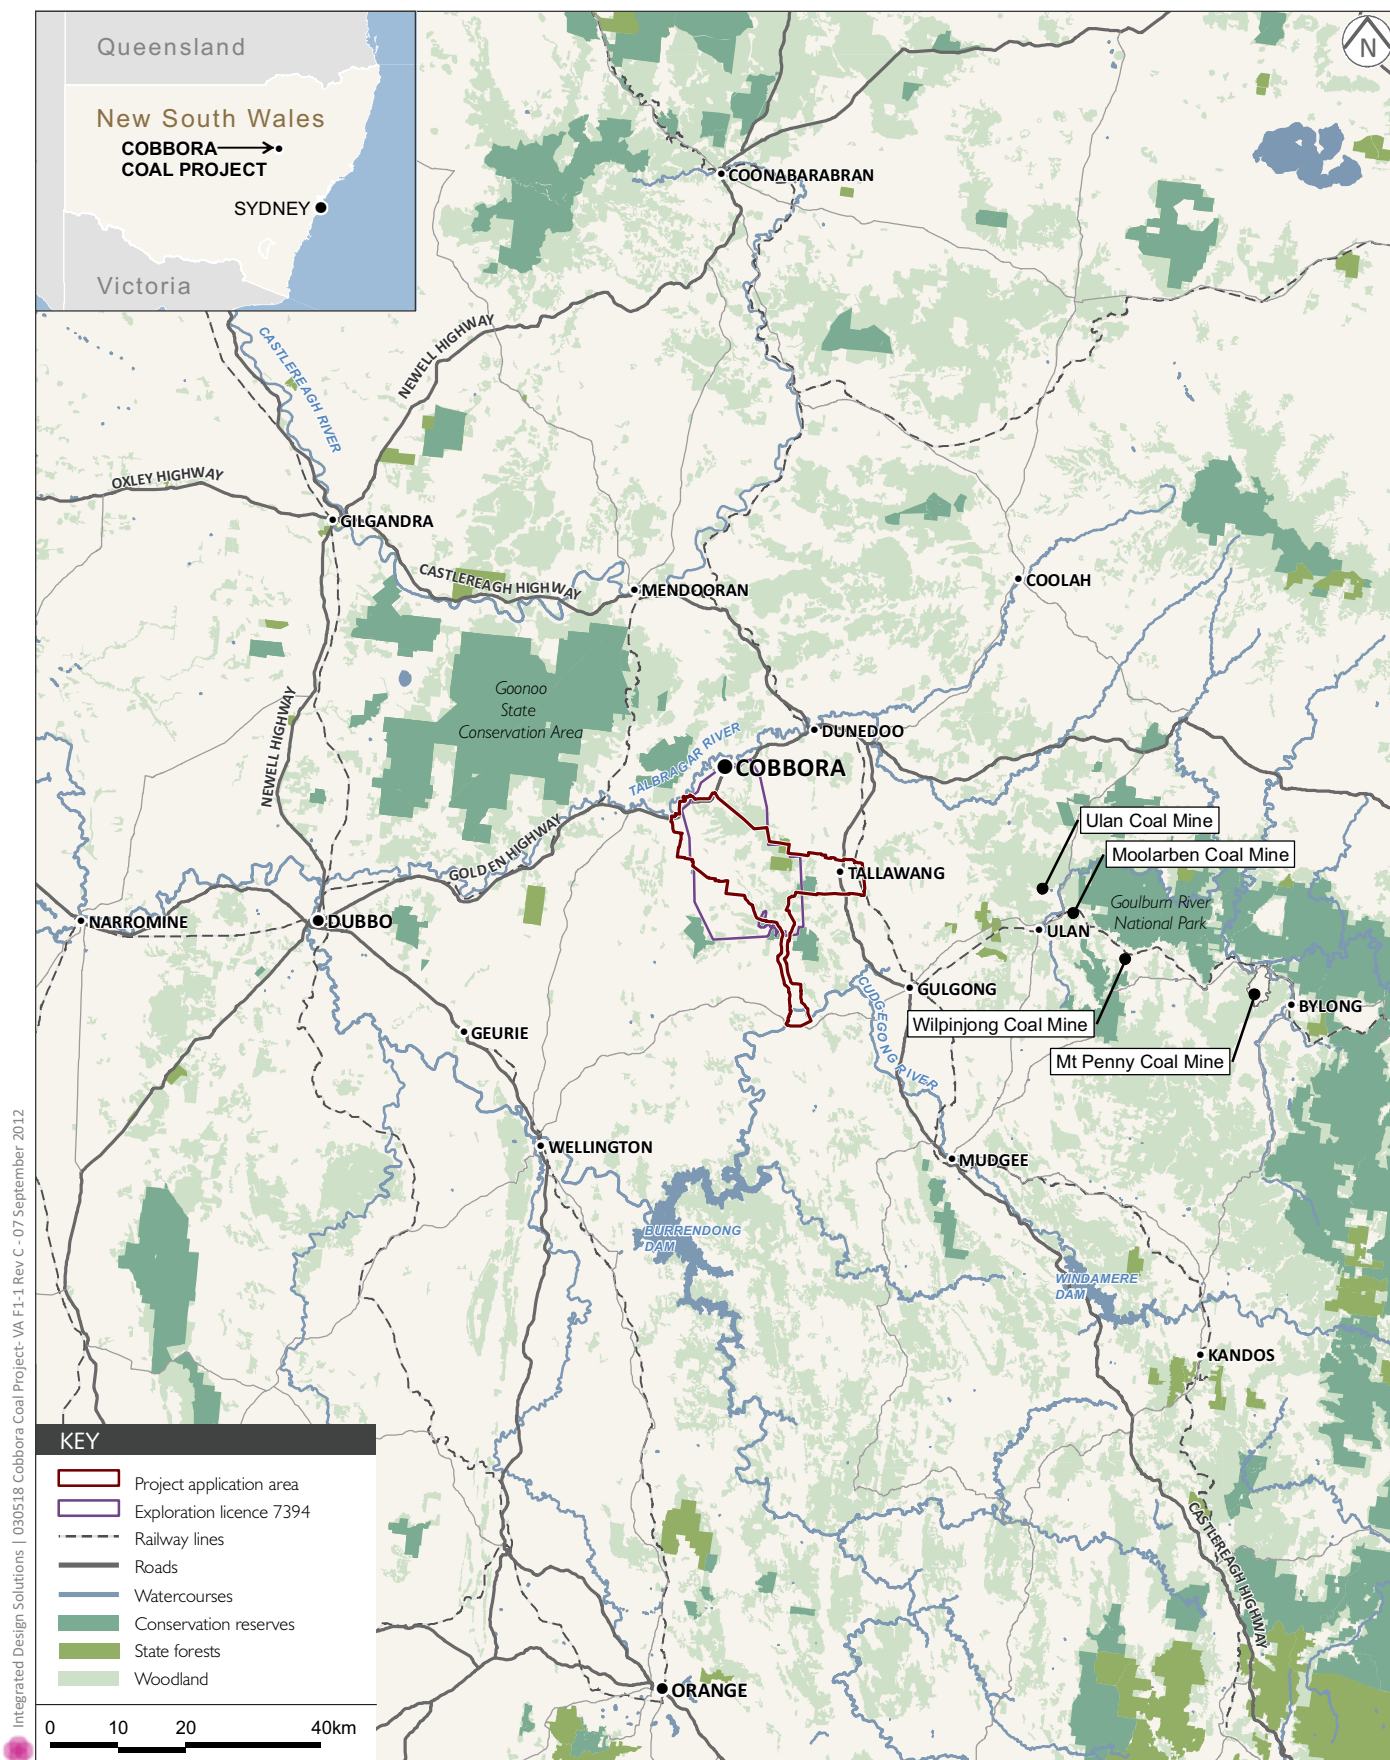 Queensland
New South Wales
COBBORA
COAL PROJECT
SYDNEY
Victoria
N
COONABARABRAN
CASTLEREAGH RIVER
NEWELL HIGHWAY
OXLEY HIGHWAY
GILGANDRA
CASTLEREAGH HIGHWAY
MENDOORAN
COOLAH
Goonoo
State
Conservation Area
NEWELL HIGHWAY
TALBRAGAR RIVER
DUNEDOO
COBBORA
Ulan Coal Mine
Moolarben Coal Mine
GOLDEN HIGHWAY
TALLAWANG
Goulburn River
National Park
NARROMINE
DUBBO
ULAN
GULGONG
CUDGEGONG RIVER
Wilpinjong Coal Mine
BYLONG
GEURIE
Mt Penny Coal Mine
WELLINGTON
MUDGEE
BURRENDONG
DAM
WINDAMERE
DAM
KANDOS
CASTLEREAGH HIGHWAY
ORANGE
KEY
Project application area
Exploration licence 7394
Railway lines
Roads
Watercourses
Conservation reserves
State forests
Woodland
0 10 20 40km
Integrated Design Solutions | 030518 Cobbora Coal Project- VA F1-1 Rev C - 07 September 2012